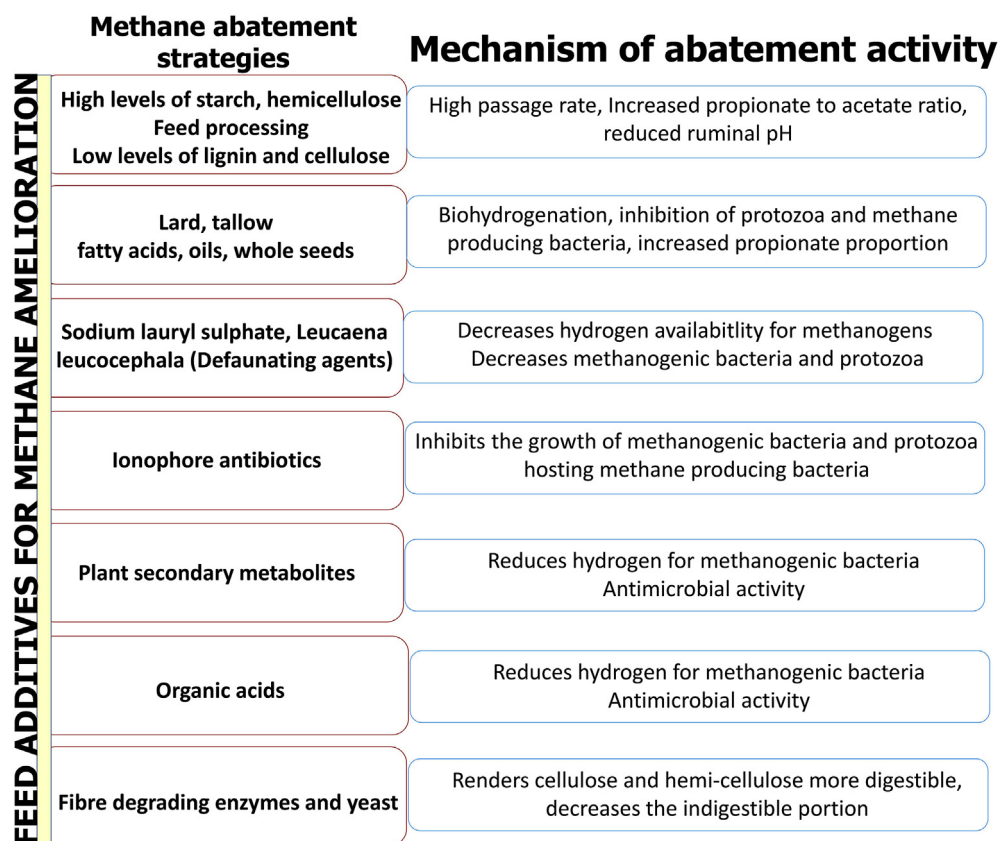 Methane abatement
strategies
Mechanism of abatement activity
FEED ADDITIVES FOR METHANE AMELIORATION
High levels of starch, hemicellulose
Feed processing
Low levels of lignin and cellulose
High passage rate, Increased propionate to acetate ratio,
reduced ruminal pH
Lard, tallow
fatty acids, oils, whole seeds
Biohydrogenation, inhibition of protozoa and methane
producing bacteria, increased propionate proportion
Sodium lauryl sulphate, Leucaena
leucocephala (Defaunating agents)
Decreases hydrogen availabitlity for methanogens
Decreases methanogenic bacteria and protozoa
Ionophore antibiotics
Inhibits the growth of methanogenic bacteria and protozoa
hosting methane producing bacteria
Plant secondary metabolites
Reduces hydrogen for methanogenic bacteria
Antimicrobial activity
Organic acids
Reduces hydrogen for methanogenic bacteria
Antimicrobial activity
Fibre degrading enzymes and yeast
Renders cellulose and hemi-cellulose more digestible,
decreases the indigestible portion